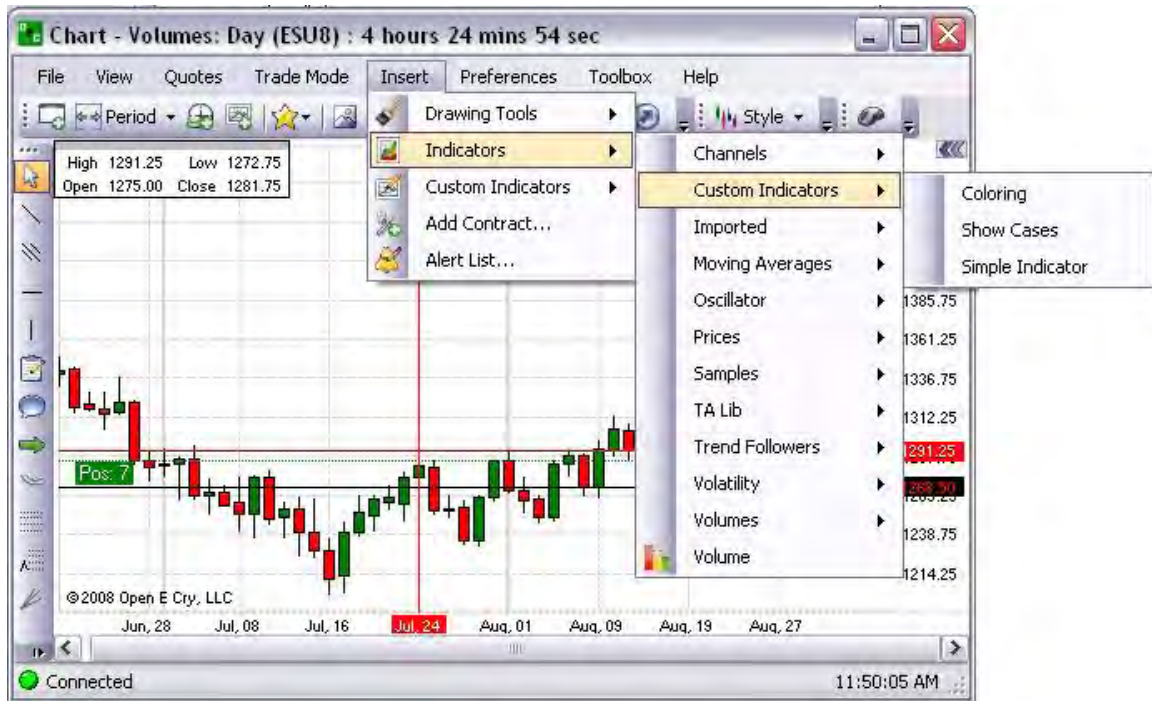 Chart - Volumes: Day (ESU8) : 4 hours 24 mins 54 sec
File View Quotes Trade Mode Insert Preferences Toolbox Help
Period Style
High 1291.25 Low 1272.75
Open 1275.00 Close 1281.75
Drawing Tools
Indicators
Custom Indicators
Add Contract...
Alert List...
Channels
Custom Indicators
Imported
Moving Averages
Oscillator
Prices
Samples
TA Lib
Trend Followers
Volatility
Volumes
Volume
Coloring
Show Cases
Simple Indicator
1385.75
1361.25
1336.75
1312.25
1291.25
1268.50
1238.75
1214.25
Pos: 7
©2008 Open E Cry, LLC
Jun, 28 Jul, 08 Jul, 16 Jul, 24 Aug, 01 Aug, 09 Aug, 19 Aug, 27
Connected 11:50:05 AM